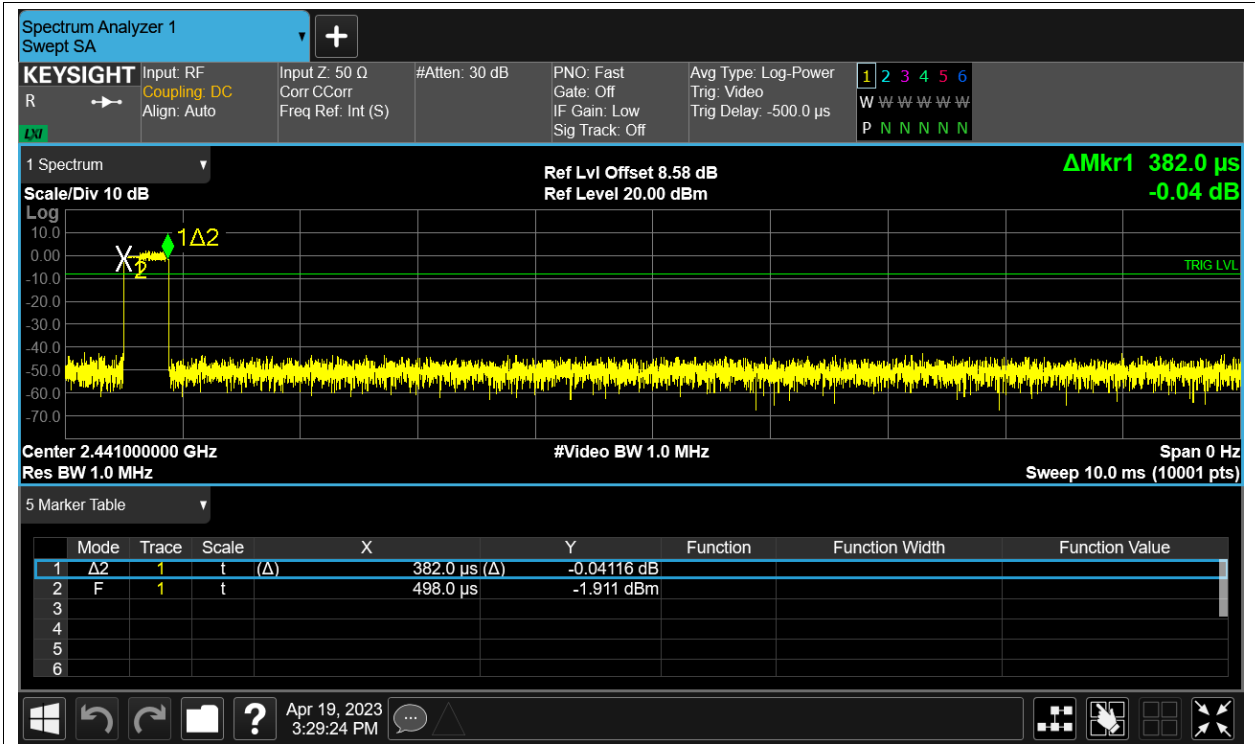 Spectrum Analyzer 1
Swept SA
KEYSIGHT Input: RF Input Z: 50 Ω #Atten: 30 dB PNO: Fast Avg Type: Log-Power 1 2 3 4 5 6
R Coupling: DC Corr CCorr Gate: Off Trig: Video W W W W W W
Align: Auto Freq Ref: Int (S) IF Gain: Low Trig Delay: -500.0 µs
LXI Sig Track: Off P N N N N N
1 Spectrum Ref Lvl Offset 8.58 dB ΔMkr1 382.0 µs
Scale/Div 10 dB Ref Level 20.00 dBm -0.04 dB
Log
10.0 1Δ2
0.00 X 2 TRIG LVL
-10.0
-20.0
-30.0
-40.0
-50.0
-60.0
-70.0
Center 2.441000000 GHz #Video BW 1.0 MHz Span 0 Hz
Res BW 1.0 MHz Sweep 10.0 ms (10001 pts)
5 Marker Table
Mode Trace Scale X Y Function Function Width Function Value
1 Δ2 1 t (Δ) 382.0 µs (Δ) -0.04116 dB
2 F 1 t 498.0 µs -1.911 dBm
3
4
5
6
? Apr 19, 2023
3:29:24 PM